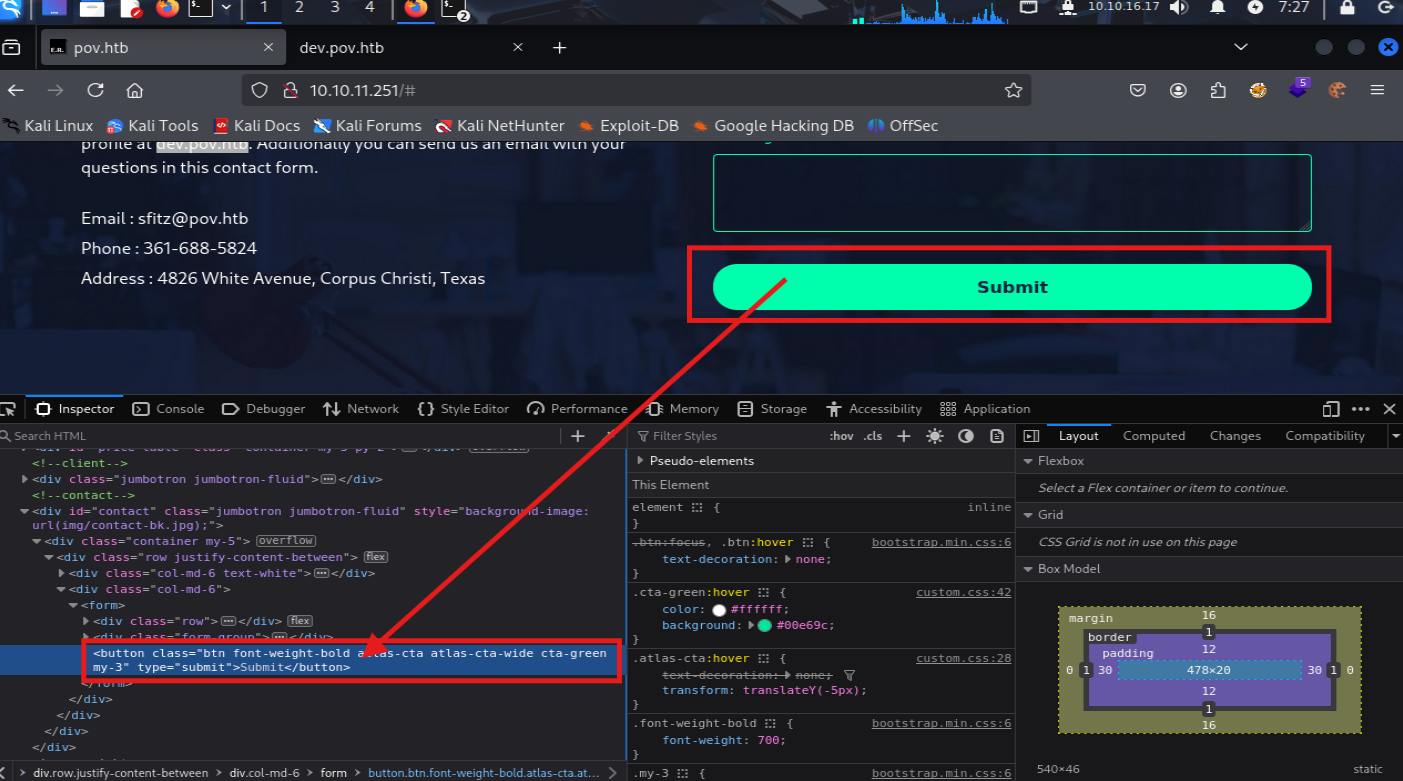 1 2 3 4
2
10.10.16.17 7:27
E.R. pov.htb
dev.pov.htb
10.10.11.251/#
5
Kali Linux Kali Tools Kali Docs Kali Forums Kali NetHunter Exploit-DB Google Hacking DB OffSec
profile at dev.pov.htb. Additionally you can send us an email with your
questions in this contact form.
Email : sfitz@pov.htb
Phone : 361-688-5824
Address : 4826 White Avenue, Corpus Christi, Texas
Submit
Inspector Console Debugger Network {} Style Editor Performance Memory Storage Accessibility Application
Search HTML
<!--client-->
<div class="jumbotron jumbotron-fluid"></div>
<!--contact-->
<div id="contact" class="jumbotron jumbotron-fluid" style="background-image:
url(img/contact-bk.jpg);">
<div class="container my-5"> overflow
<div class="row justify-content-between"> flex
<div class="col-md-6 text-white"></div>
<div class="col-md-6">
<form>
<div class="row"></div> flex
<div class="form-group"></div>
<button class="btn font-weight-bold atlas-cta atlas-cta-wide cta-green
my-3" type="submit">Submit</button>
</form>
</div>
</div>
</div>
</div>
div.row.justify-content-between > div.col-md-6 > form > button.btn.font-weight-bold.atlas-cta.at...
Filter Styles :hov .cls
Pseudo-elements
This Element
element { inline
}
.btn:focus, .btn:hover { bootstrap.min.css:6
text-decoration: none;
}
.cta-green:hover { custom.css:42
color: #ffffff;
background: #00e69c;
}
.atlas-cta:hover { custom.css:28
text-decoration: none;
transform: translateY(-5px);
}
.font-weight-bold { bootstrap.min.css:6
font-weight: 700;
}
.my-3 { bootstrap.min.css:6
Layout Computed Changes Compatibility
Flexbox
Select a Flex container or item to continue.
Grid
CSS Grid is not in use on this page
Box Model
margin 16
border 1
padding 12
0 1 30 478×20 30 1 0
12
1
16
540×46 static